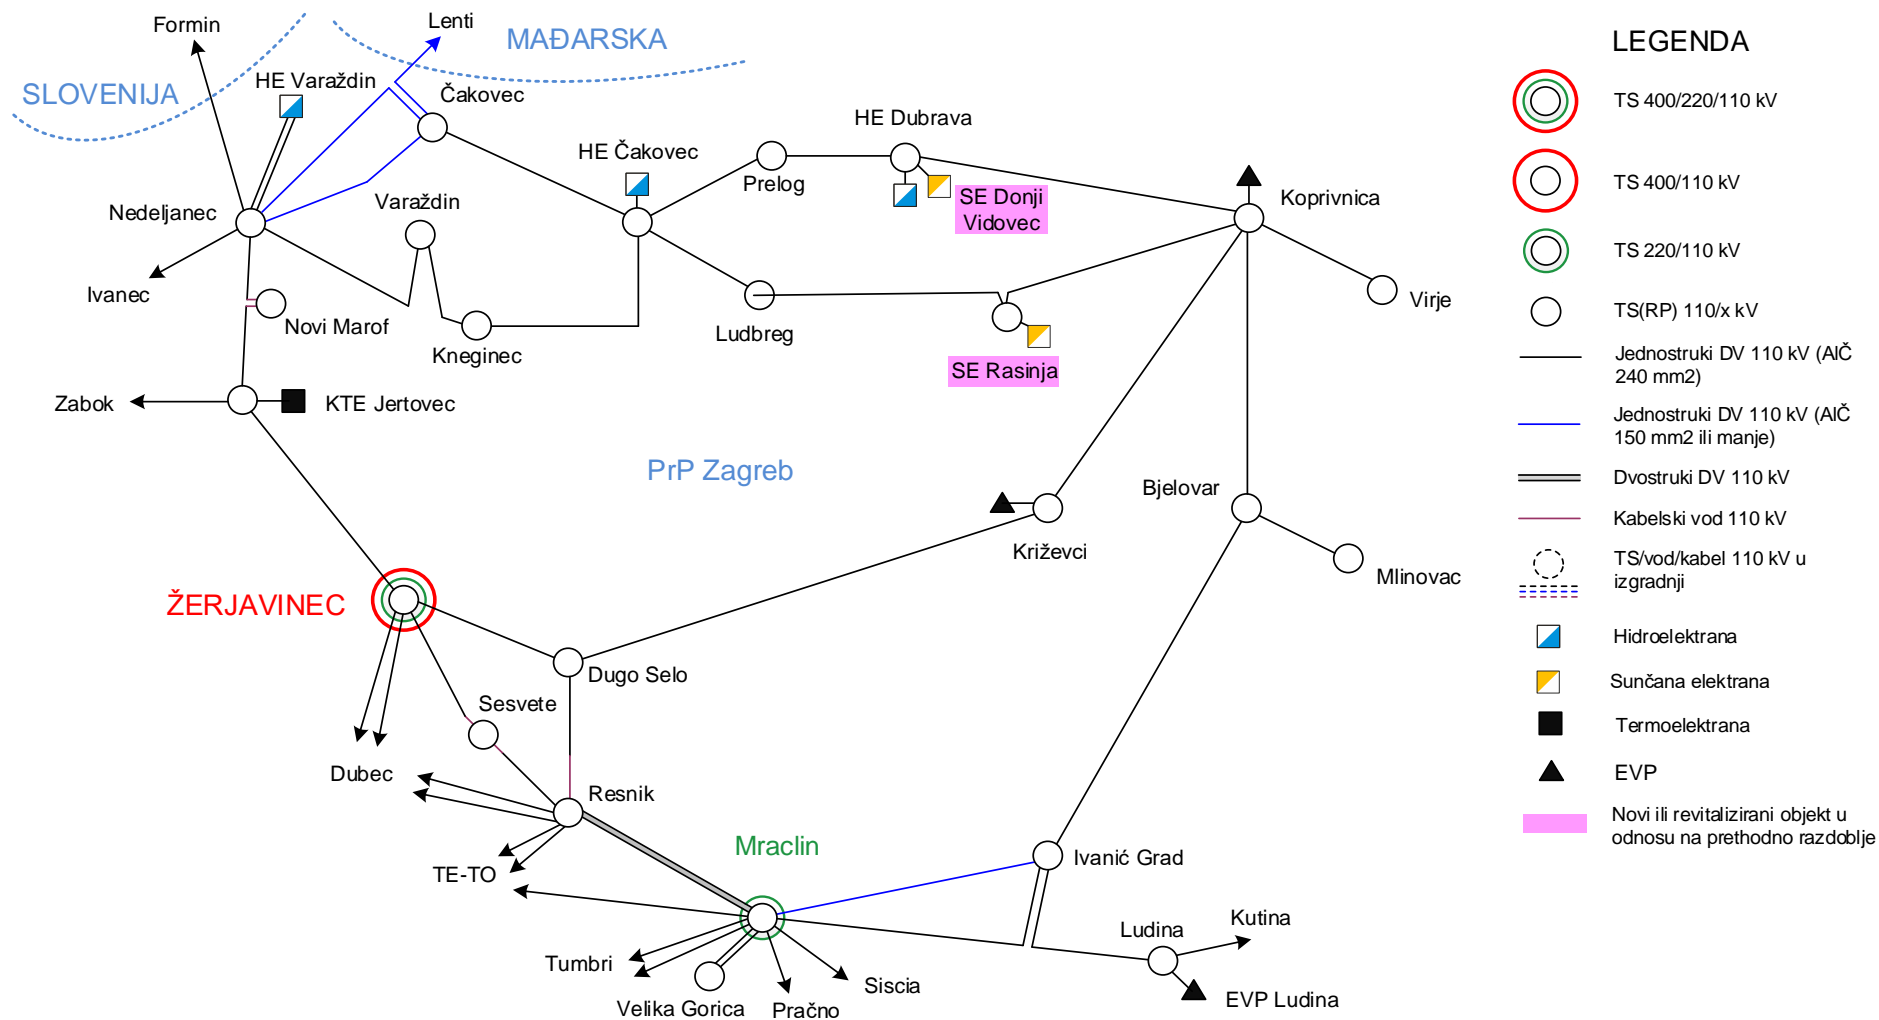 Formin
Lenti
MAĐARSKA
SLOVENIJA
HE Varaždin
Čakovec
HE Dubrava
HE Čakovec
Prelog
SE Donji
Vidovec
Koprivnica
Nedeljanec
Varaždin
Ivanec
Novi Marof
Kneginec
Ludbreg
Virje
SE Rasinja
Zabok
KTE Jertovec
PrP Zagreb
Bjelovar
Križevci
Mlinovac
ŽERJAVINEC
Dugo Selo
Sesvete
Dubec
Resnik
Mraclin
Ivanić Grad
TE-TO
Ludina
Kutina
Tumbri
Velika Gorica
Pračno
Siscia
EVP Ludina
LEGENDA
TS 400/220/110 kV
TS 400/110 kV
TS 220/110 kV
TS(RP) 110/x kV
Jednostruki DV 110 kV (AlČ
240 mm2)
Jednostruki DV 110 kV (AlČ
150 mm2 ili manje)
Dvostruki DV 110 kV
Kabelski vod 110 kV
TS/vod/kabel 110 kV u
izgradnji
Hidroelektrana
Sunčana elektrana
Termoelektrana
EVP
Novi ili revitalizirani objekt u
odnosu na prethodno razdoblje